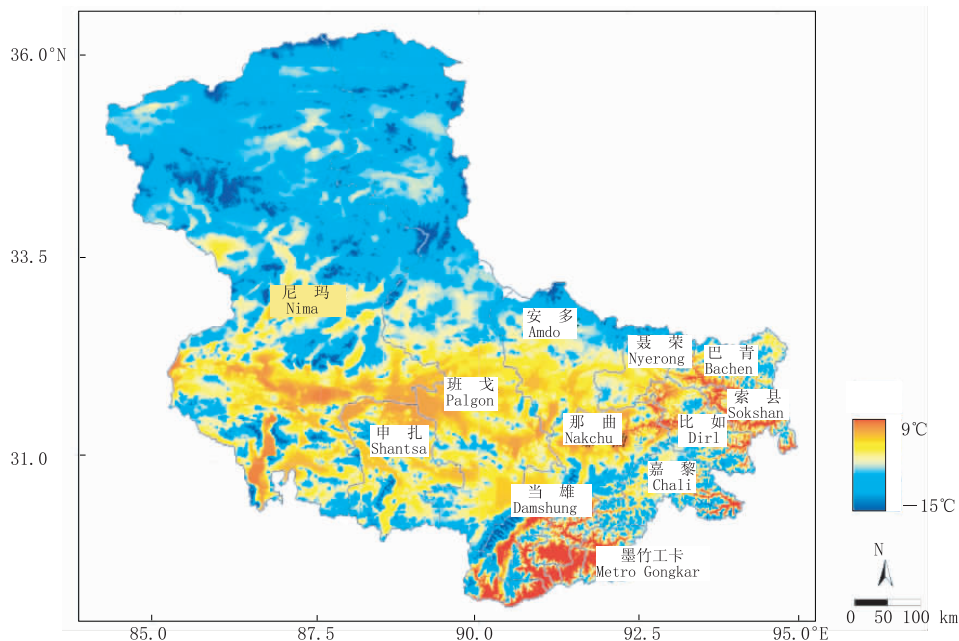 36.0°N
33.5
31.0
尼 玛
Nima
安 多
Amdo
聂 荣
Nyerong
巴 青
Bachen
索 县
Sokshan
班 戈
Palgon
申 扎
Shantsa
那 曲
Nakchu
比 如
Dirl
嘉 黎
Chali
当 雄
Damshung
墨竹工卡
Metro Gongkar
9℃
-15℃
N
0 50 100 km
85.0 87.5 90.0 92.5 95.0°E